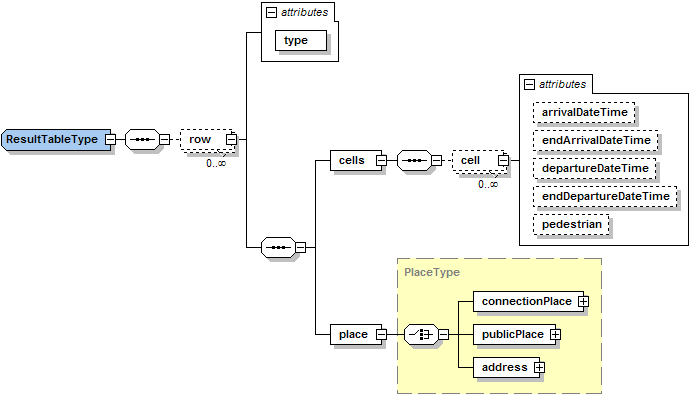 attributes
type
ResultTableType
row
0..∞
cells
cell
0..∞
attributes
arrivalDateTime
endArrivalDateTime
departureDateTime
endDepartureDateTime
pedestrian
place
PlaceType
connectionPlace
publicPlace
address